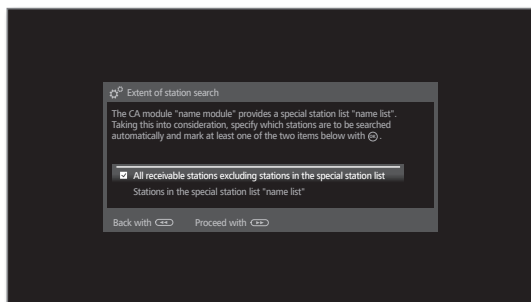 Extent of station search
The CA module "name module" provides a special station list "name list".
Taking this into consideration, specify which stations are to be searched
automatically and mark at least one of the two items below with OK.
All receivable stations excluding stations in the special station list
Stations in the special station list "name list"
Back with Proceed with